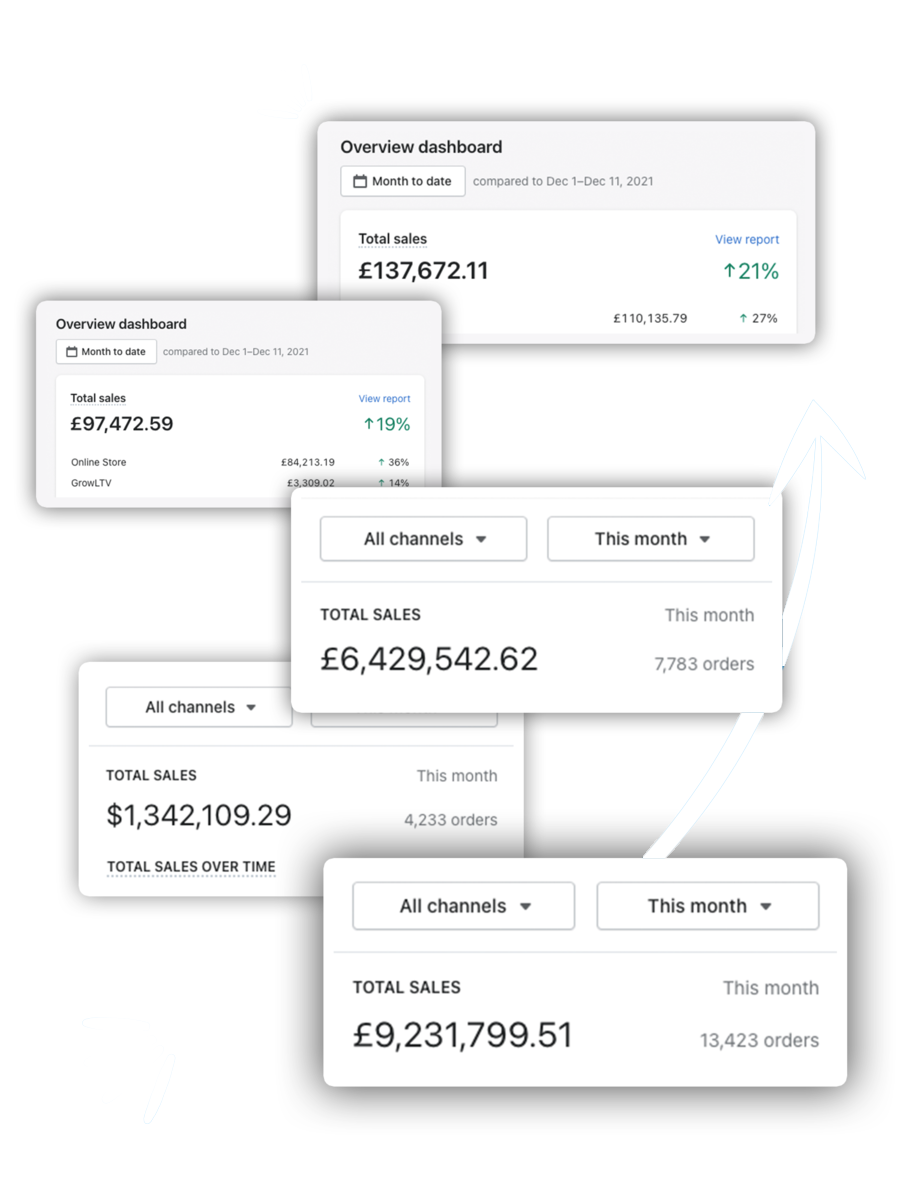 Overview dashboard
Month to date compared to Dec 1–Dec 11, 2021
Total sales View report
£137,672.11 ↑21%
£110,135.79 ↑ 27%
Overview dashboard
Month to date compared to Dec 1–Dec 11, 2021
Total sales View report
£97,472.59 ↑19%
Online Store £84,213.19 ↑ 36%
GrowLTV £3,309.02 ↑ 14%
All channels This month
TOTAL SALES This month
£6,429,542.62 7,783 orders
All channels
TOTAL SALES This month
$1,342,109.29 4,233 orders
TOTAL SALES OVER TIME
All channels This month
TOTAL SALES This month
£9,231,799.51 13,423 orders